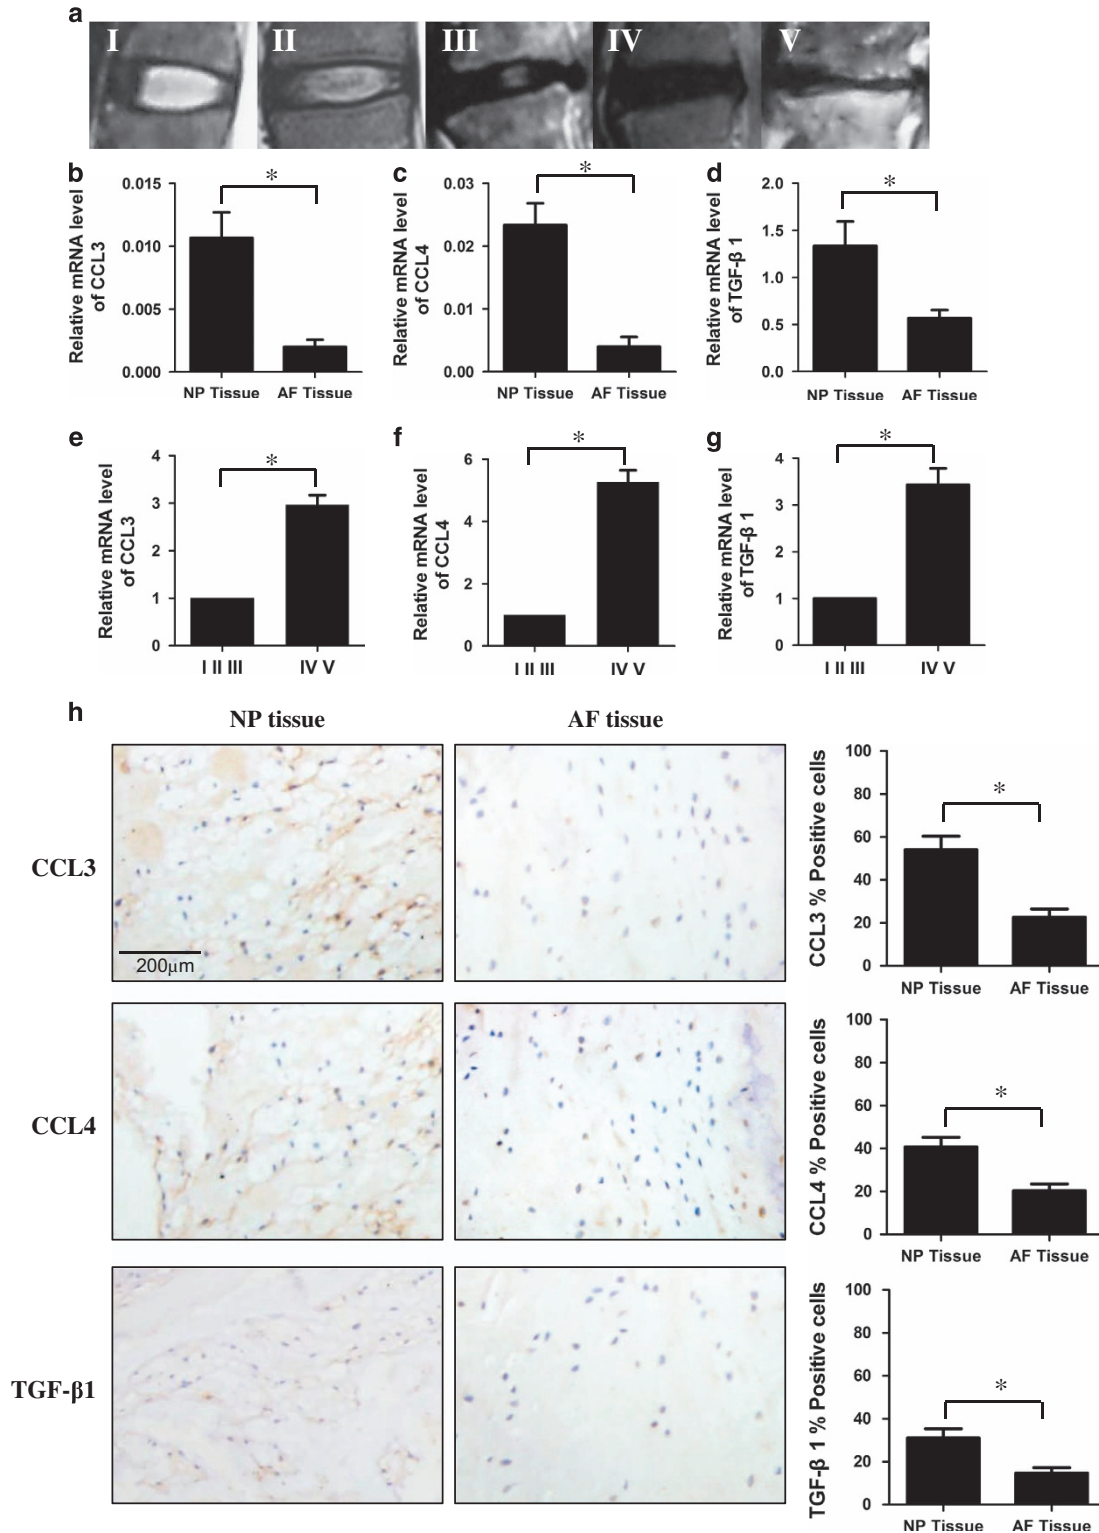 a
I II III IV V
b
Relative mRNA level
of CCL3
0.015
0.010
0.005
0.000
*
NP Tissue AF Tissue
c
Relative mRNA level
of CCL4
0.03
0.02
0.01
0.00
*
NP Tissue AF Tissue
d
Relative mRNA level
of TGF-β 1
2.0
1.5
1.0
0.5
0.0
*
NP Tissue AF Tissue
e
Relative mRNA level
of CCL3
4
3
2
1
0
*
I II III IV V
f
Relative mRNA level
of CCL4
6
4
2
0
*
I II III IV V
g
Relative mRNA level
of TGF-β 1
4
3
2
1
0
*
I II III IV V
h
NP tissue AF tissue
CCL3
200μm
CCL3 % Positive cells
100
80
60
40
20
0
*
NP Tissue AF Tissue
CCL4
CCL4 % Positive cells
100
80
60
40
20
0
*
NP Tissue AF Tissue
TGF-β1
TGF-β 1 % Positive cells
100
80
60
40
20
0
*
NP Tissue AF Tissue